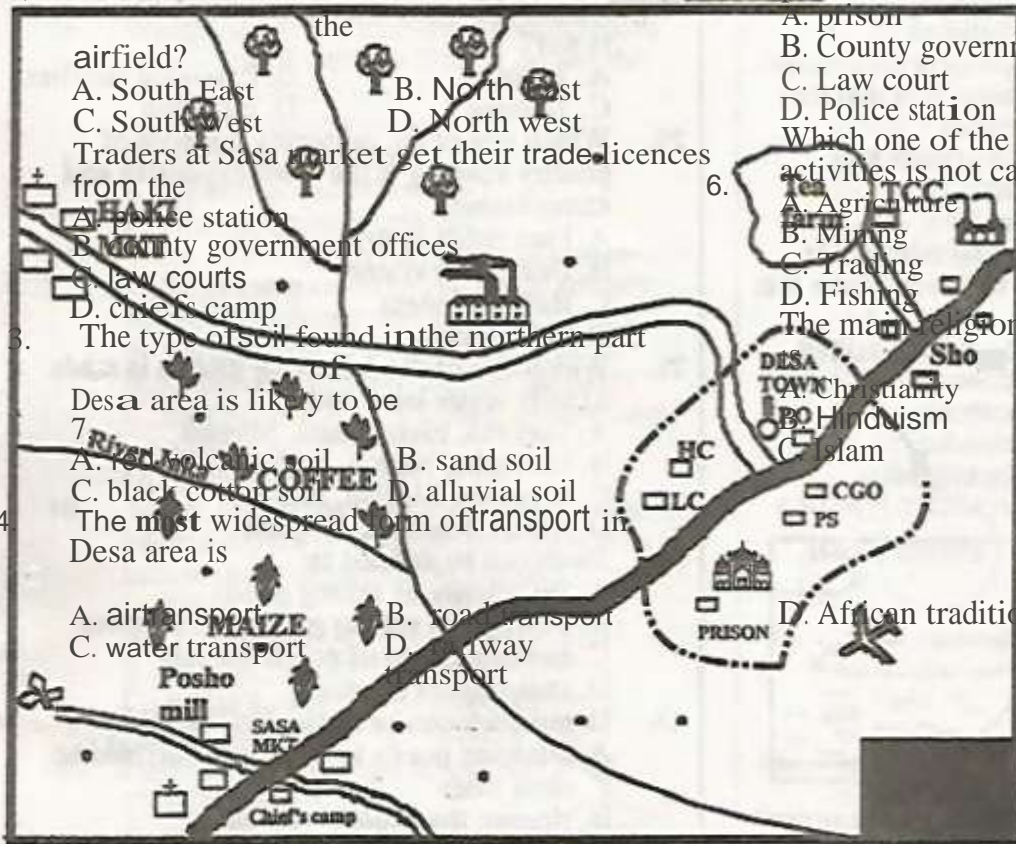 the
airfield?
A. South East B. North East
C. South West D. North west
Traders at Sasa market get their trade licences
from the
A. police station
B. county government offices
C. law courts
D. chiefs camp
3. The type of soil found in the northern part
of
Desa area is likely to be
7.
A. red volcanic soil B. sand soil
C. black cotton soil D. alluvial soil
4. The most widespread form of transport in
Desa area is
A. air transport B. road transport
C. water transport D. railway
transport
A. prison
B. County governm
C. Law court
D. Police station
Which one of the
6. activities is not ca
A. Agriculture
B. Mining
C. Trading
D. Fishing
The main religion
is
A. Christianity
B. Hinduism
C. Islam
D. African traditio
HAKI
MKT
River
COFFEE
MAIZE
Posho
mill
SASA
MKT
Chief's camp
Tea
farm
TCC
Sho
DESA
TOWN
PO
HC
LC
CGO
PS
PRISON